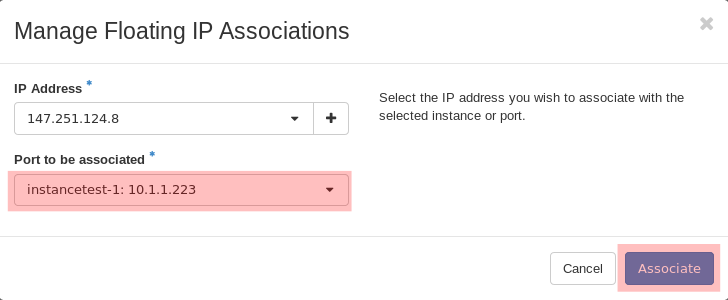 Manage Floating IP Associations
×
IP Address *
147.251.124.8
+
Select the IP address you wish to associate with the
selected instance or port.
Port to be associated *
instancetest-1: 10.1.1.223
Cancel
Associate